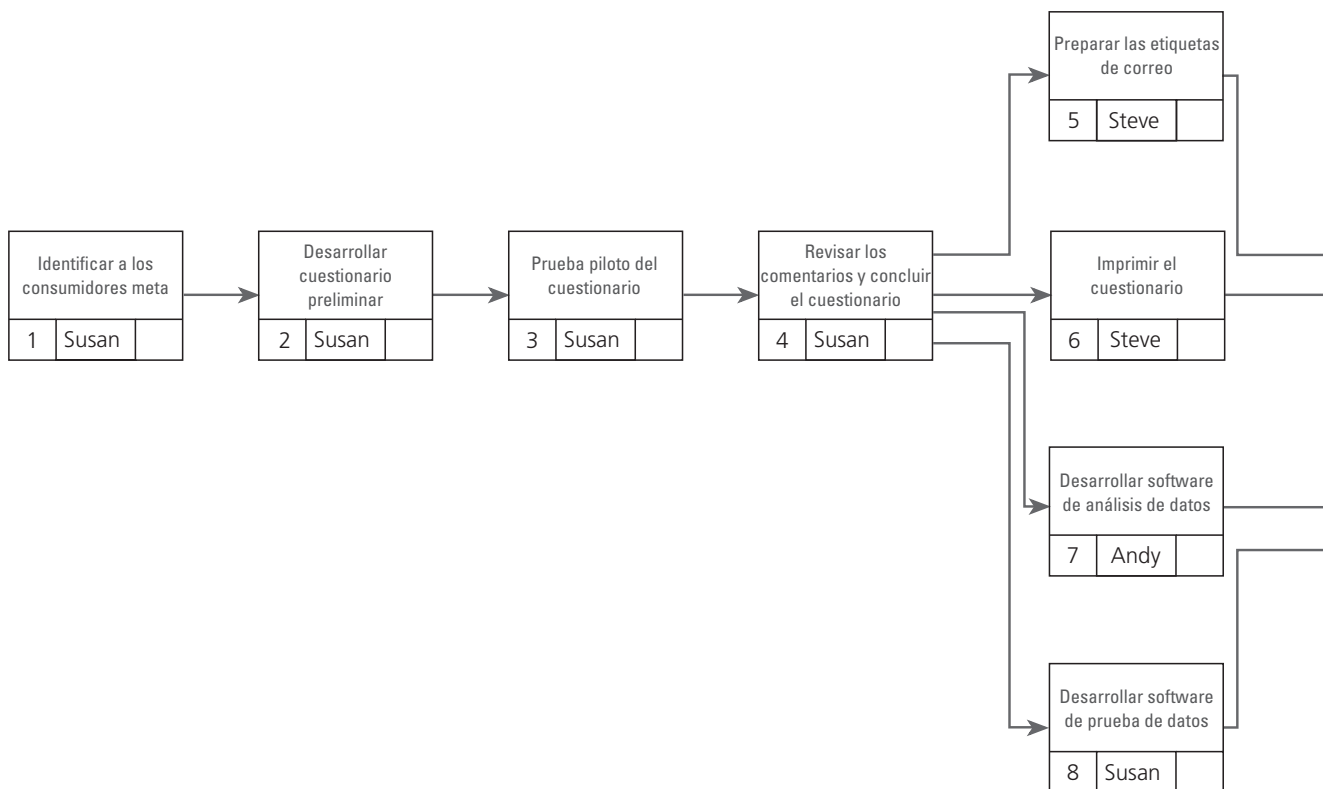 Preparar las etiquetas
de correo
5 Steve
Identificar a los
consumidores meta
1 Susan
Desarrollar
cuestionario
preliminar
2 Susan
Prueba piloto del
cuestionario
3 Susan
Revisar los
comentarios y concluir
el cuestionario
4 Susan
Imprimir el
cuestionario
6 Steve
Desarrollar software
de análisis de datos
7 Andy
Desarrollar software
de prueba de datos
8 Susan